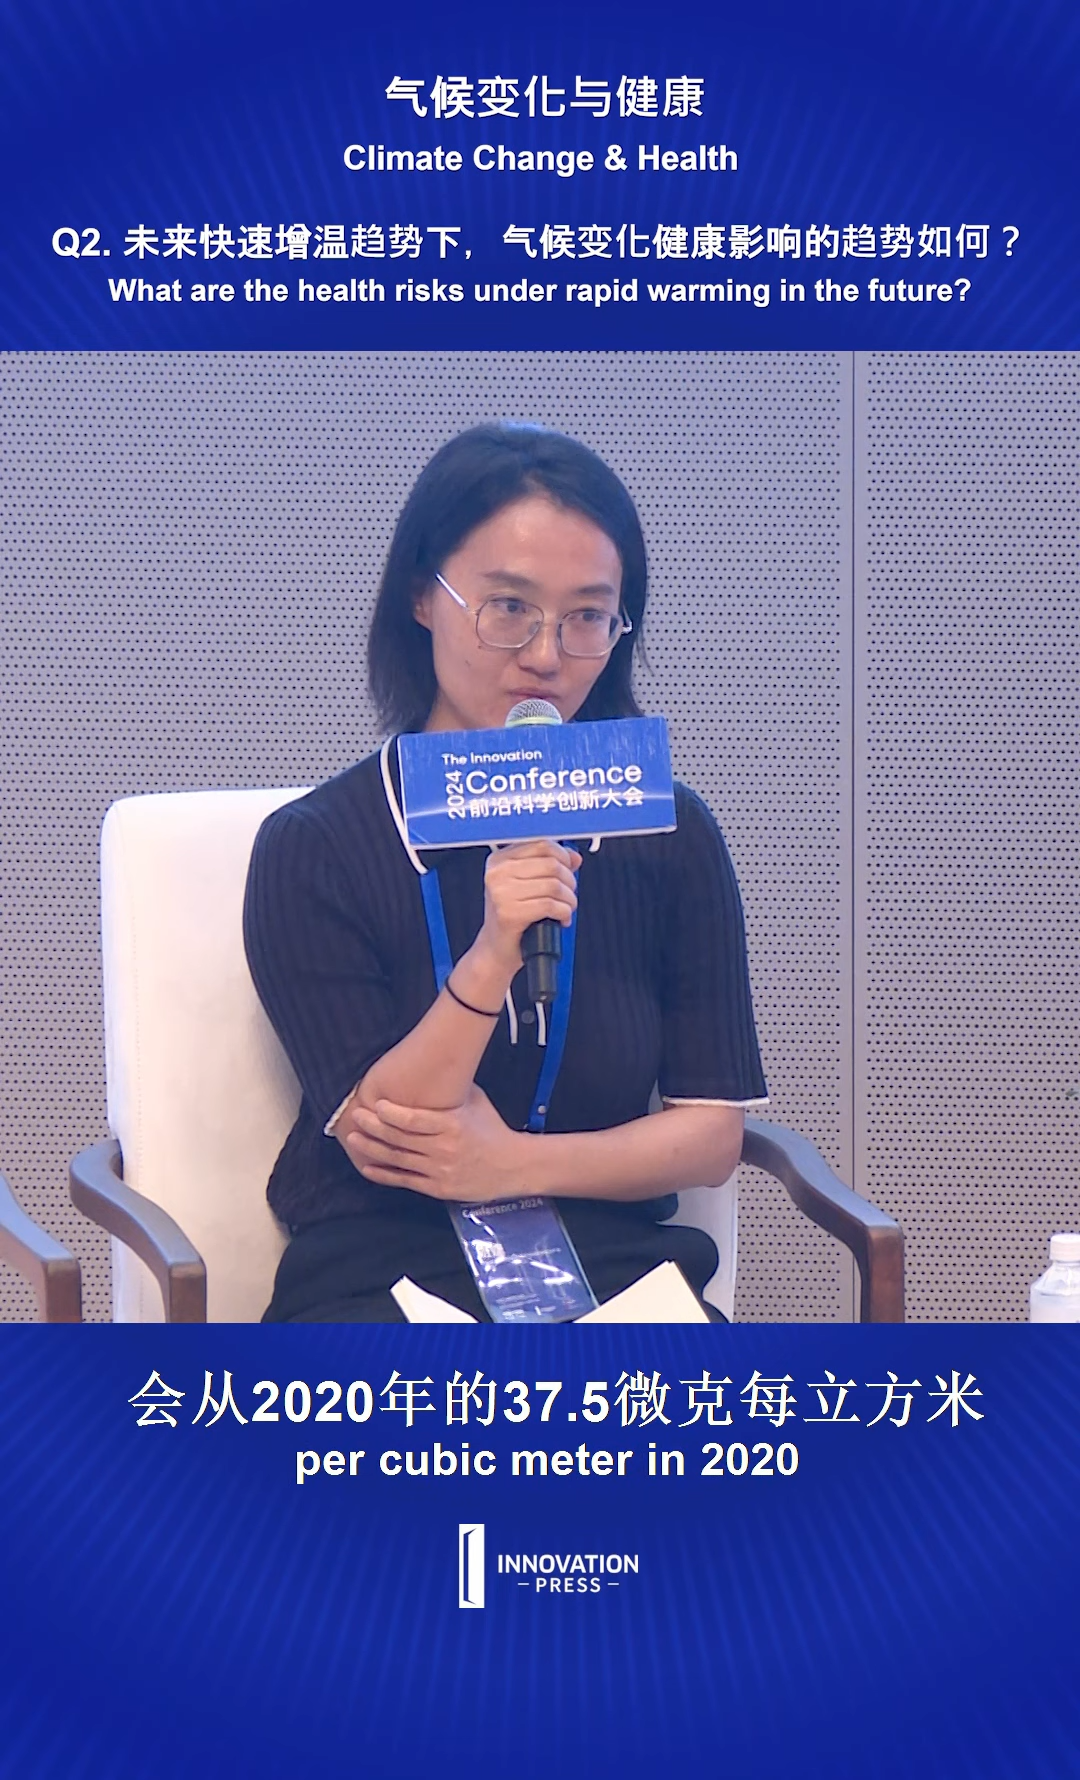 气候变化与健康
Climate Change & Health
Q2. 未来快速增温趋势下，气候变化健康影响的趋势如何？
What are the health risks under rapid warming in the future?
The Innovation
2024
Conference
前沿科学创新大会
Conference 2024
会从2020年的37.5微克每立方米
per cubic meter in 2020
INNOVATION
PRESS